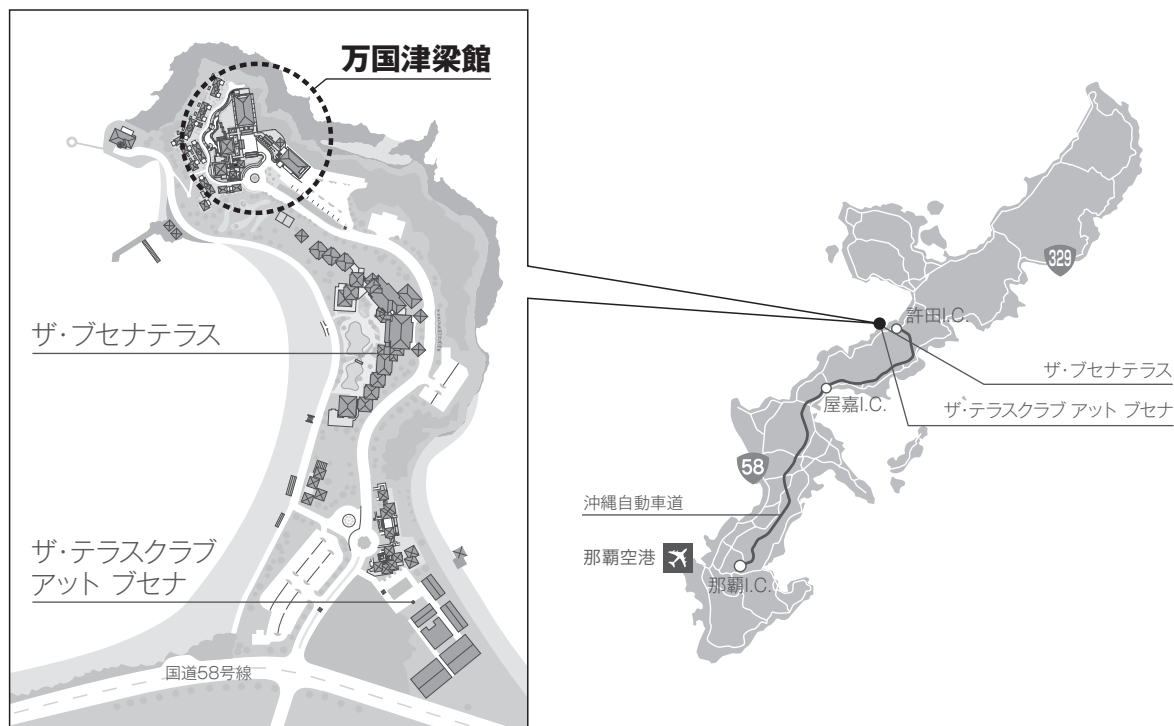 万国津梁館
ザ・ブセナテラス
ザ・テラスクラブ
アット ブセナ
国道58号線
329
許田I.C.
ザ・ブセナテラス
屋嘉I.C.
ザ・テラスクラブ アット ブセナ
58
沖縄自動車道
那覇空港
那覇I.C.